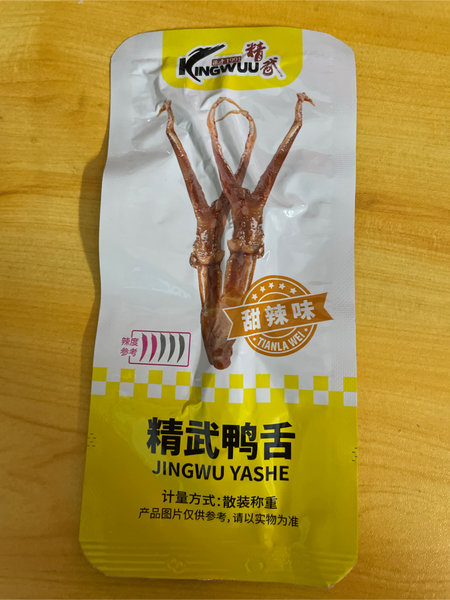 KINGWUU 精武
甜辣味
TIANLA WEI
辣度
参考
精武鸭舌
JINGWU YASHE
计量方式:散装称重
产品图片仅供参考,请以实物为准